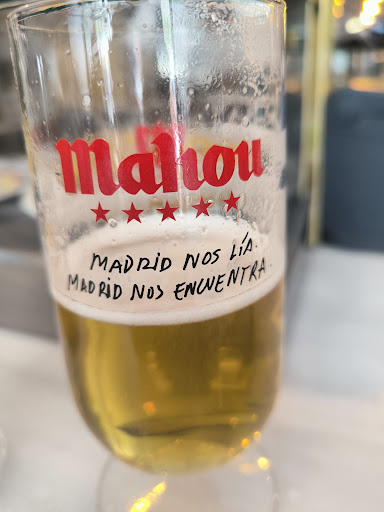 Mahou
★★★★★
MADRID NOS LÍA.
MADRID NOS ENCUENTRA.